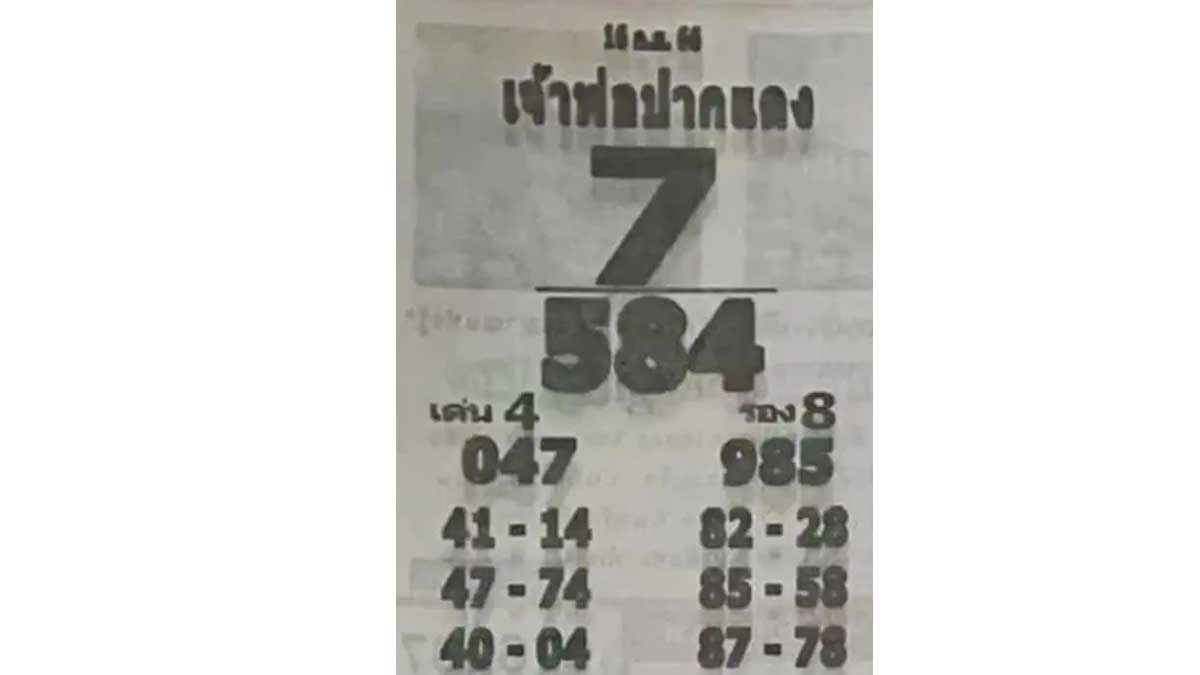 16 ก.ย. 66
เจ้าพ่อปากแดง
7
584
เด่น 4 รอง 8
047 985
41 - 14 82 - 28
47 - 74 85 - 58
40 - 04 87 - 78